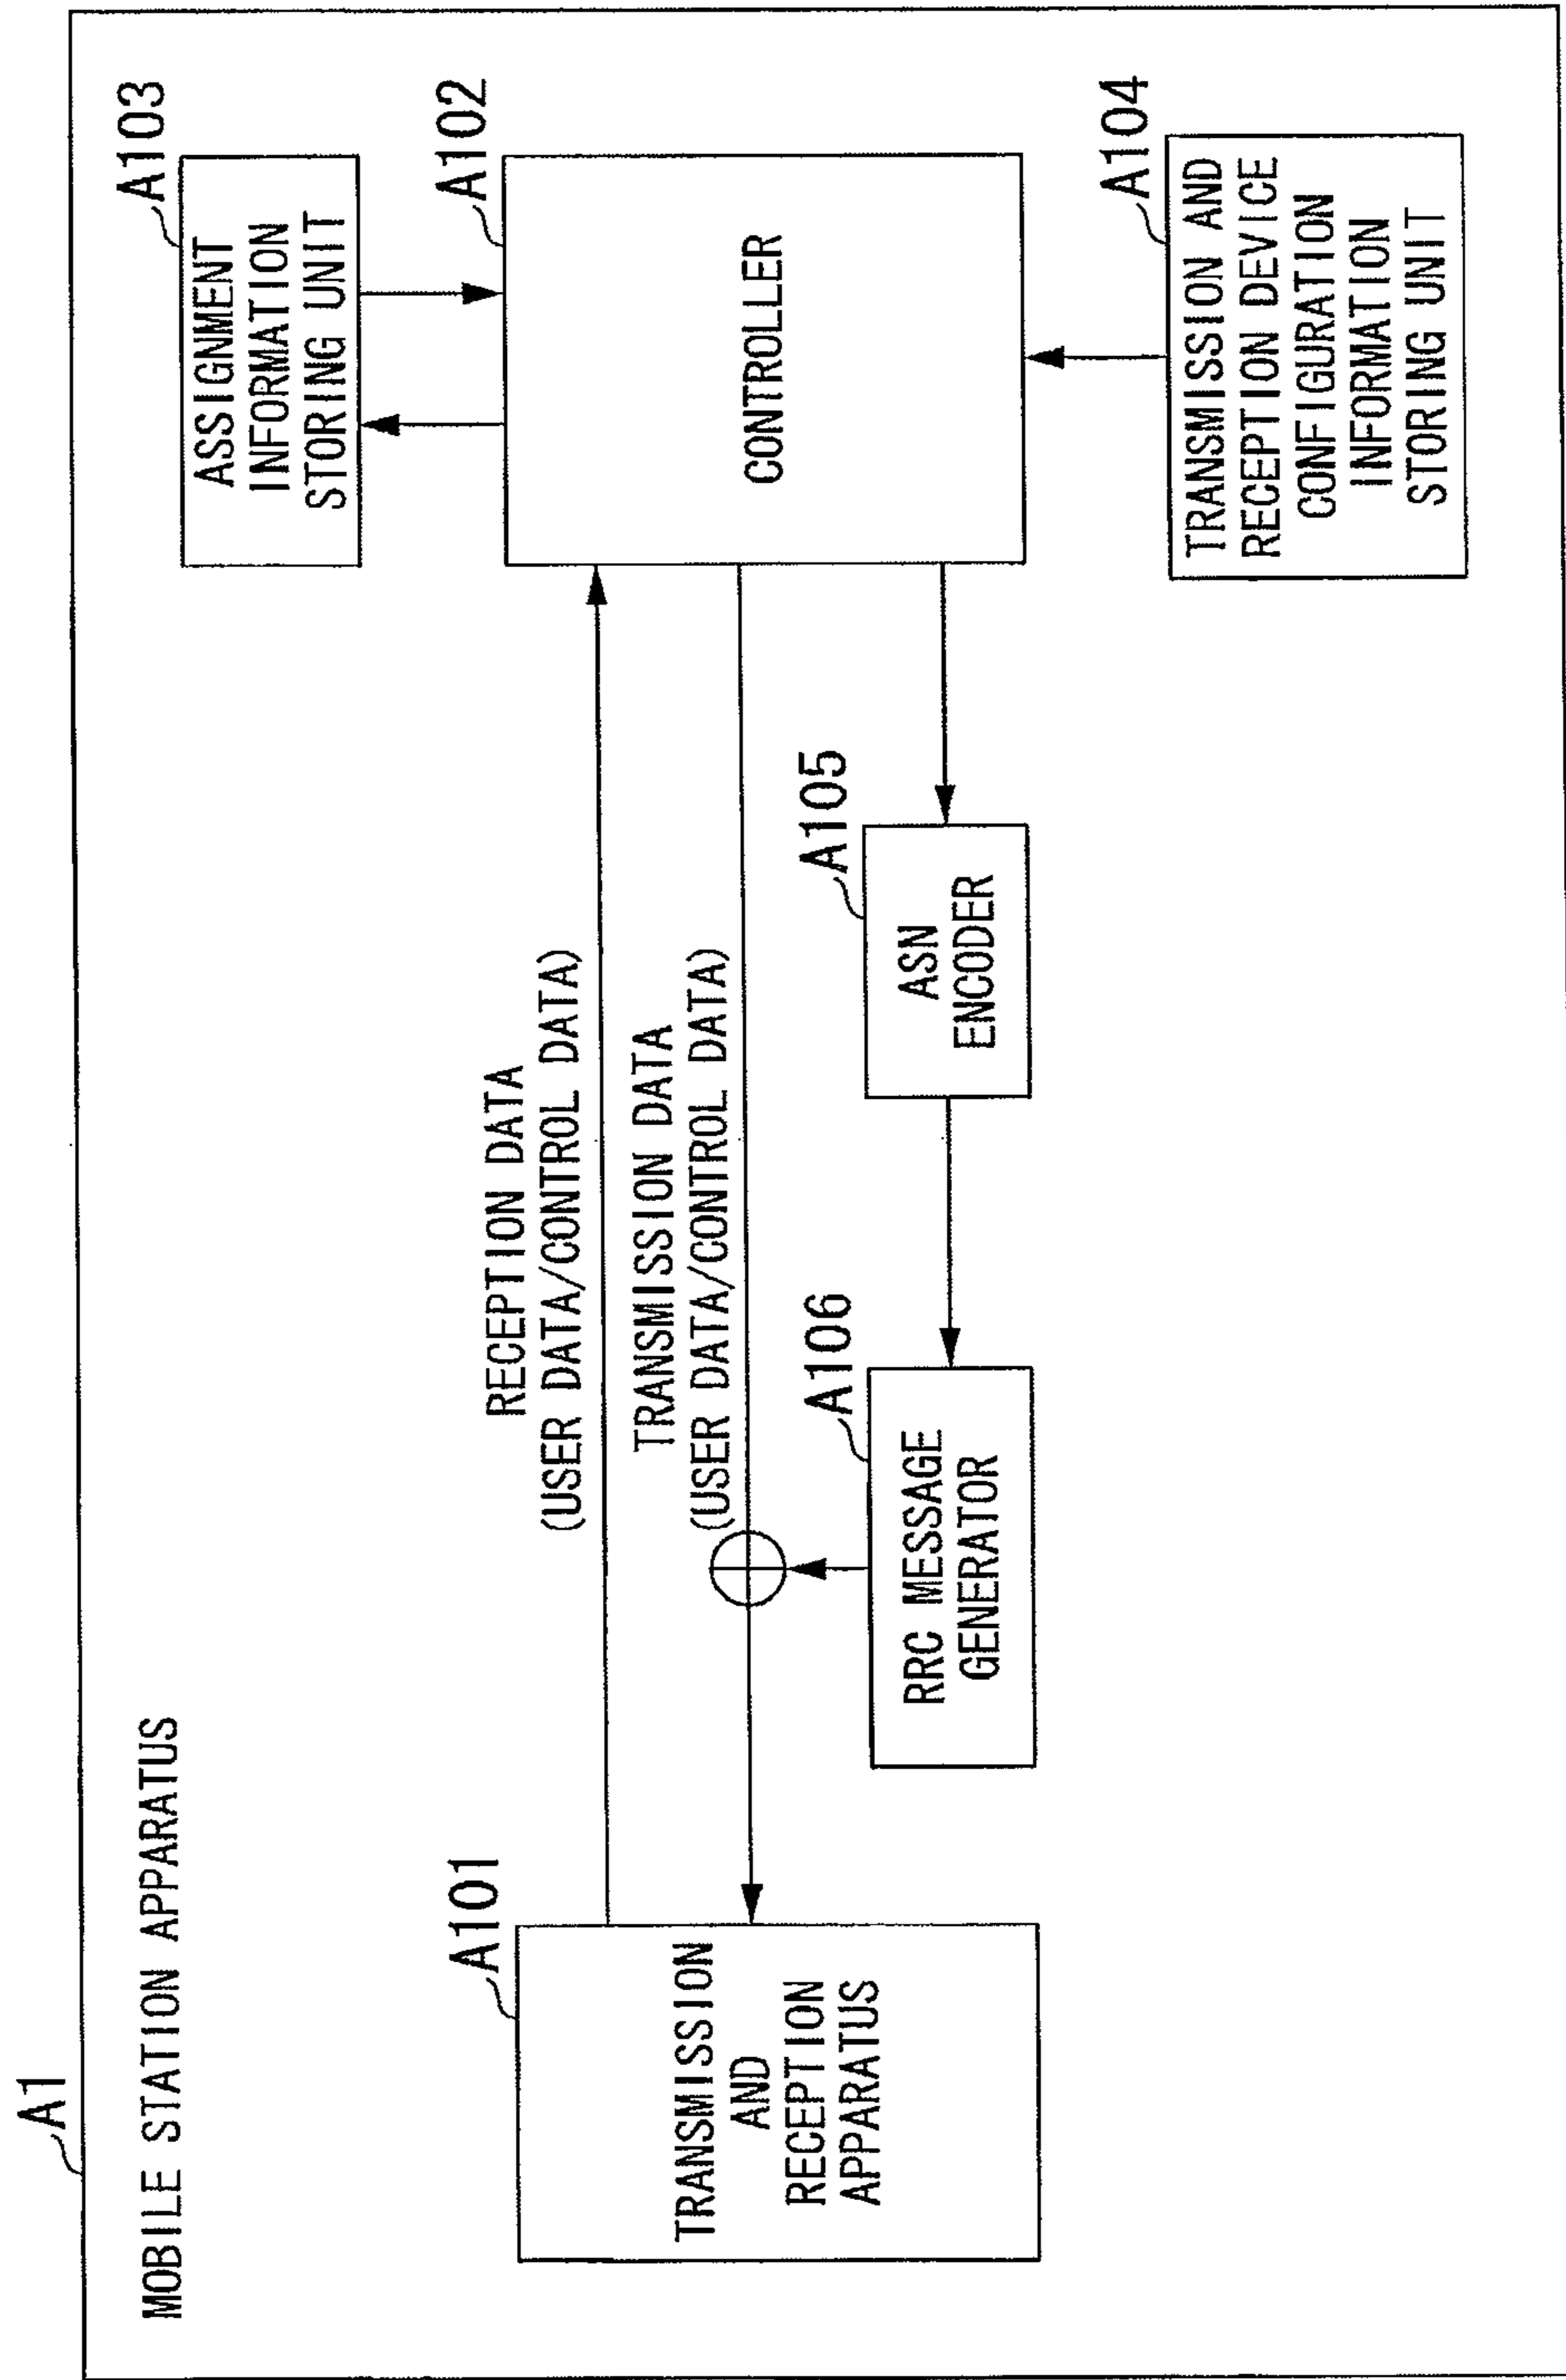 A1
MOBILE STATION APPARATUS
A101
TRANSMISSION
AND
RECEPTION
APPARATUS
RECEPTION DATA
(USER DATA/CONTROL DATA)
TRANSMISSION DATA
(USER DATA/CONTROL DATA)
A106
RRC MESSAGE
GENERATOR
A105
ASN
ENCODER
A103
ASSIGNMENT
INFORMATION
STORING UNIT
A102
CONTROLLER
A104
TRANSMISSION AND
RECEPTION DEVICE
CONFIGURATION
INFORMATION
STORING UNIT